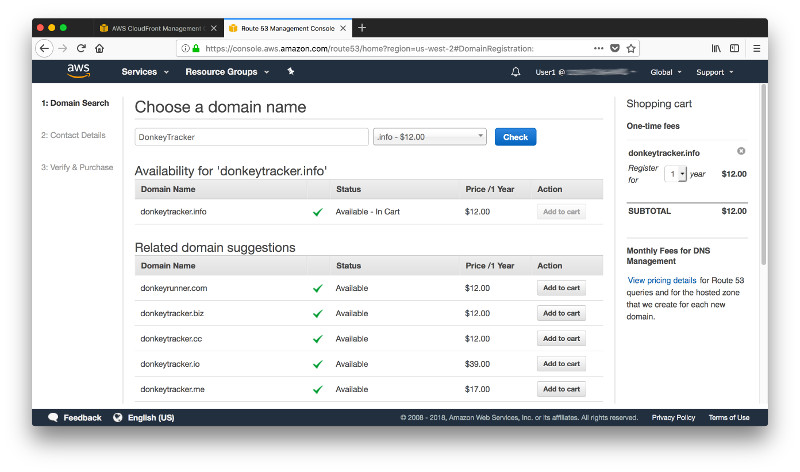 AWS CloudFront Management
Route 53 Management Console
https://console.aws.amazon.com/route53/home?region=us-west-2#DomainRegistration:
aws
Services
Resource Groups
User1 @
Global
Support
1: Domain Search
2: Contact Details
3: Verify & Purchase
Choose a domain name
DonkeyTracker
.info - $12.00
Check
Availability for 'donkeytracker.info'
Domain Name Status Price /1 Year Action
donkeytracker.info Available - In Cart $12.00 Add to cart
Related domain suggestions
Domain Name Status Price /1 Year Action
donkeyrunner.com Available $12.00 Add to cart
donkeytracker.biz Available $12.00 Add to cart
donkeytracker.cc Available $12.00 Add to cart
donkeytracker.io Available $39.00 Add to cart
donkeytracker.me Available $17.00 Add to cart
Shopping cart
One-time fees
donkeytracker.info
Register for 1 year $12.00
SUBTOTAL $12.00
Monthly Fees for DNS
Management
View pricing details for Route 53
queries and for the hosted zone
that we create for each new
domain.
Feedback
English (US)
© 2008 - 2018, Amazon Web Services, Inc. or its affiliates. All rights reserved.
Privacy Policy
Terms of Use